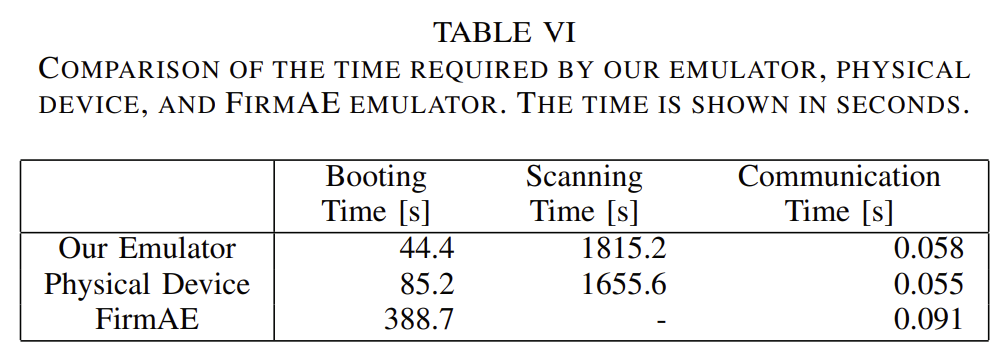 TABLE VI
COMPARISON OF THE TIME REQUIRED BY OUR EMULATOR, PHYSICAL
DEVICE, AND FIRMAE EMULATOR. THE TIME IS SHOWN IN SECONDS.
Booting Scanning Communication
Time [s] Time [s] Time [s]
Our Emulator 44.4 1815.2 0.058
Physical Device 85.2 1655.6 0.055
FirmAE 388.7 - 0.091